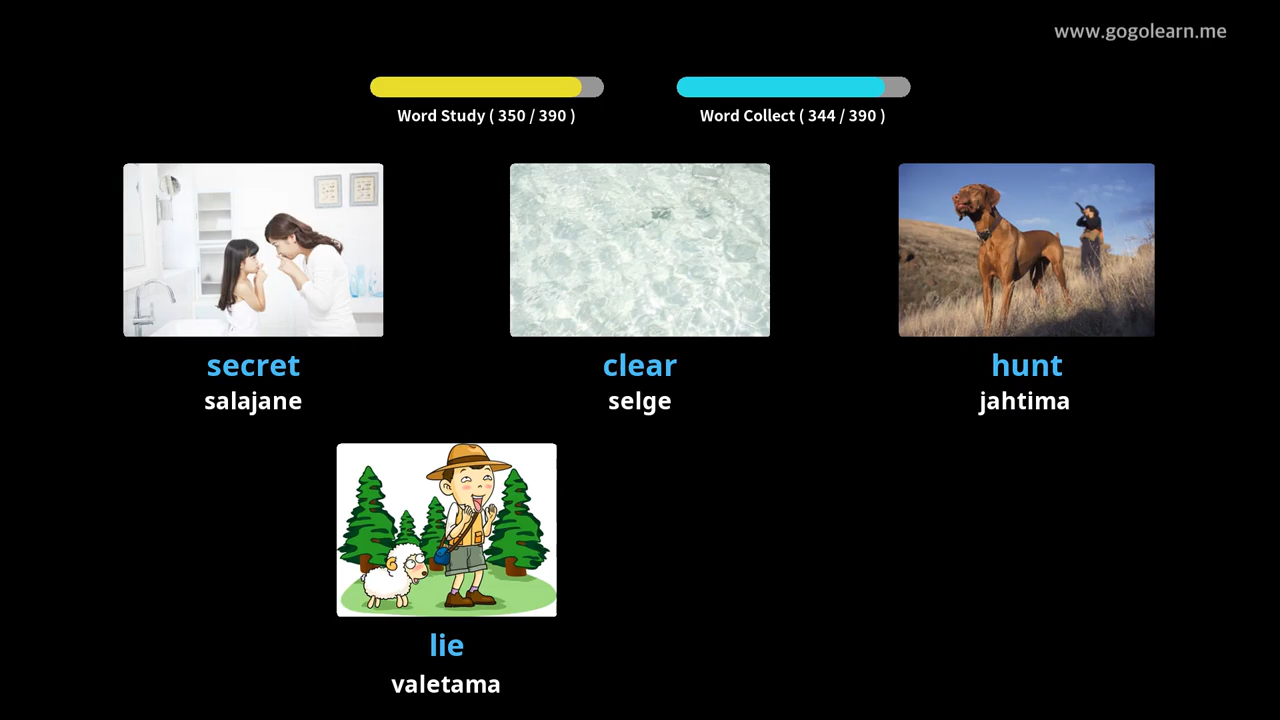 www.gogolearn.me
Word Study ( 350 / 390 )
Word Collect ( 344 / 390 )
secret
salajane
clear
selge
hunt
jahtima
lie
valetama